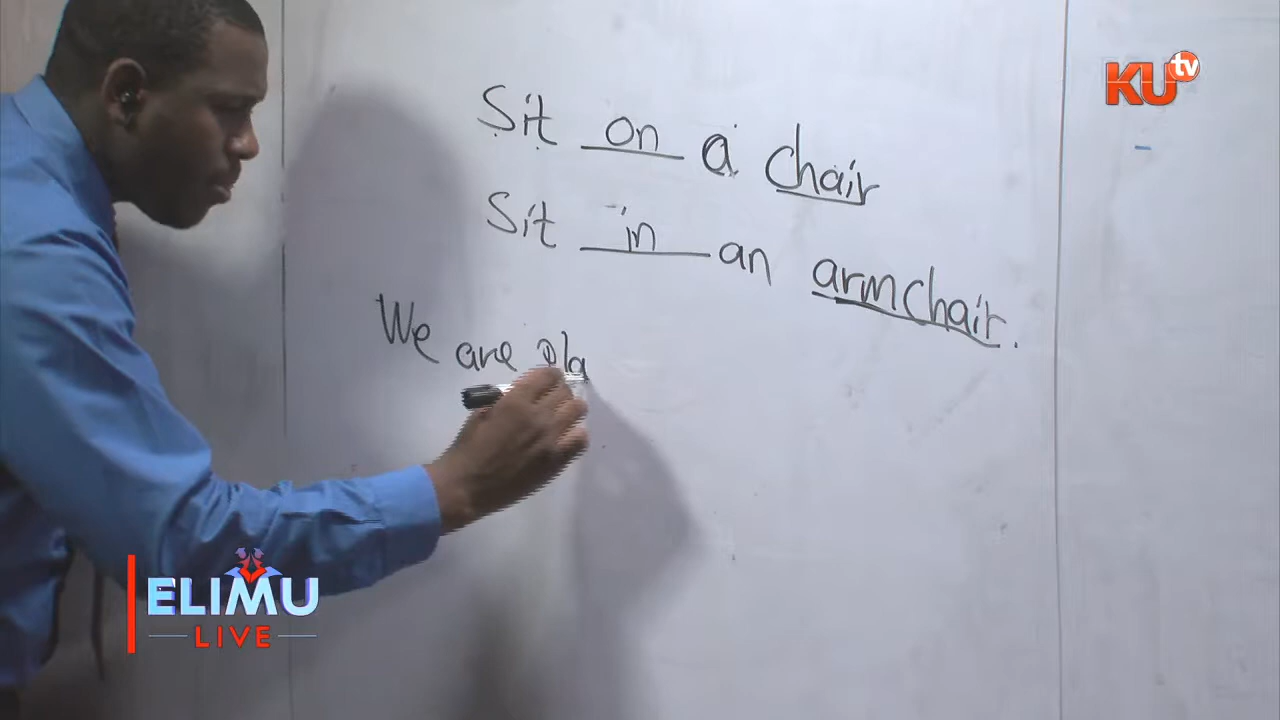 KU tv
Sit on a chair
Sit in an armchair.
We are pla
ELIMU
LIVE